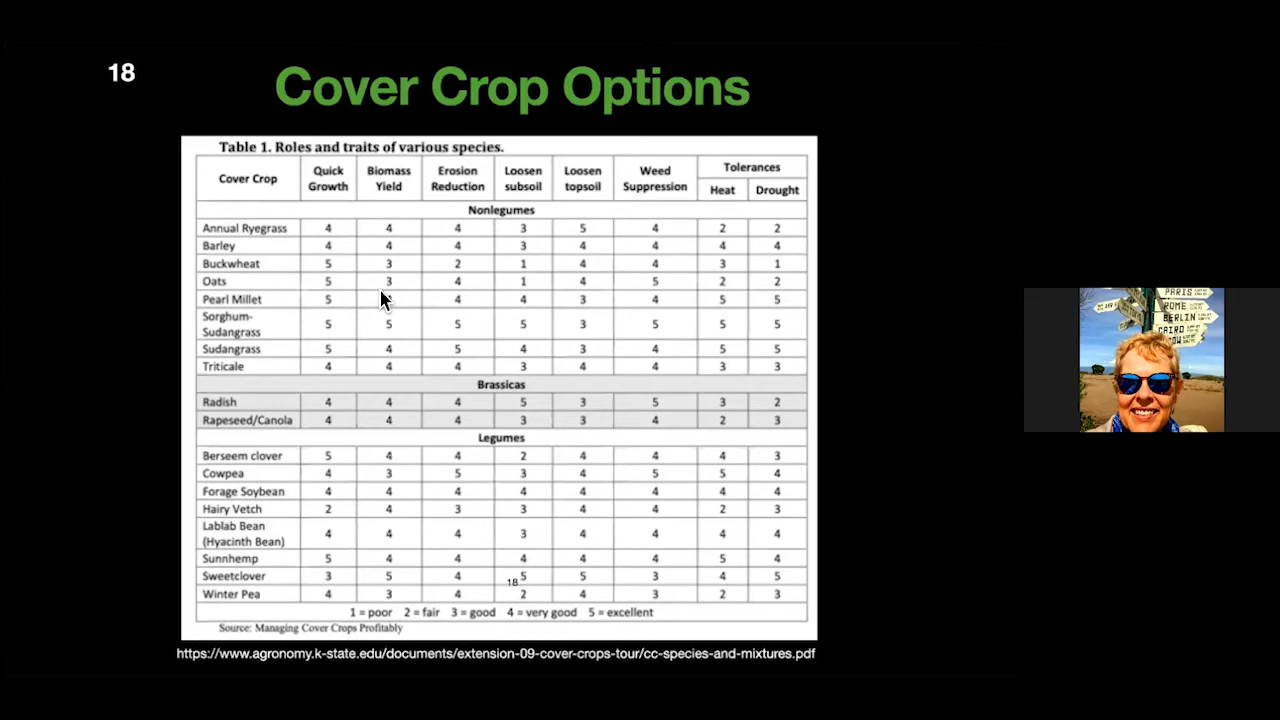 18
Cover Crop Options
Table 1. Roles and traits of various species.
Cover Crop Quick Growth Biomass Yield Erosion Reduction Loosen subsoil Loosen topsoil Weed Suppression Tolerances Heat Drought
Nonlegumes
Annual Ryegrass 4 4 4 3 5 4 2 2
Barley 4 4 4 3 4 4 4 4
Buckwheat 5 3 2 1 4 4 3 1
Oats 5 3 4 1 4 5 2 2
Pearl Millet 5 4 4 3 4 5 5
Sorghum-
Sudangrass 5 5 5 5 3 5 5 5
Sudangrass 5 4 5 4 3 4 5 5
Triticale 4 4 4 3 4 4 3 3
Brassicas
Radish 4 4 4 5 3 5 3 2
Rapeseed/Canola 4 4 4 3 3 4 2 3
Legumes
Berseem clover 5 4 4 2 4 4 4 3
Cowpea 4 3 5 3 4 5 5 4
Forage Soybean 4 4 4 4 4 4 4 4
Hairy Vetch 2 4 3 3 4 4 2 3
Lablab Bean
(Hyacinth Bean) 4 4 4 3 4 4 4 4
Sunnhemp 5 4 4 4 4 4 5 4
Sweetclover 3 5 4 5 5 3 4 5
18
Winter Pea 4 3 4 2 4 3 2 3
1 = poor 2 = fair 3 = good 4 = very good 5 = excellent
Source: Managing Cover Crops Profitably
https://www.agronomy.k-state.edu/documents/extension-09-cover-crops-tour/cc-species-and-mixtures.pdf
PARIS
ROME
BERLIN
CAIRO